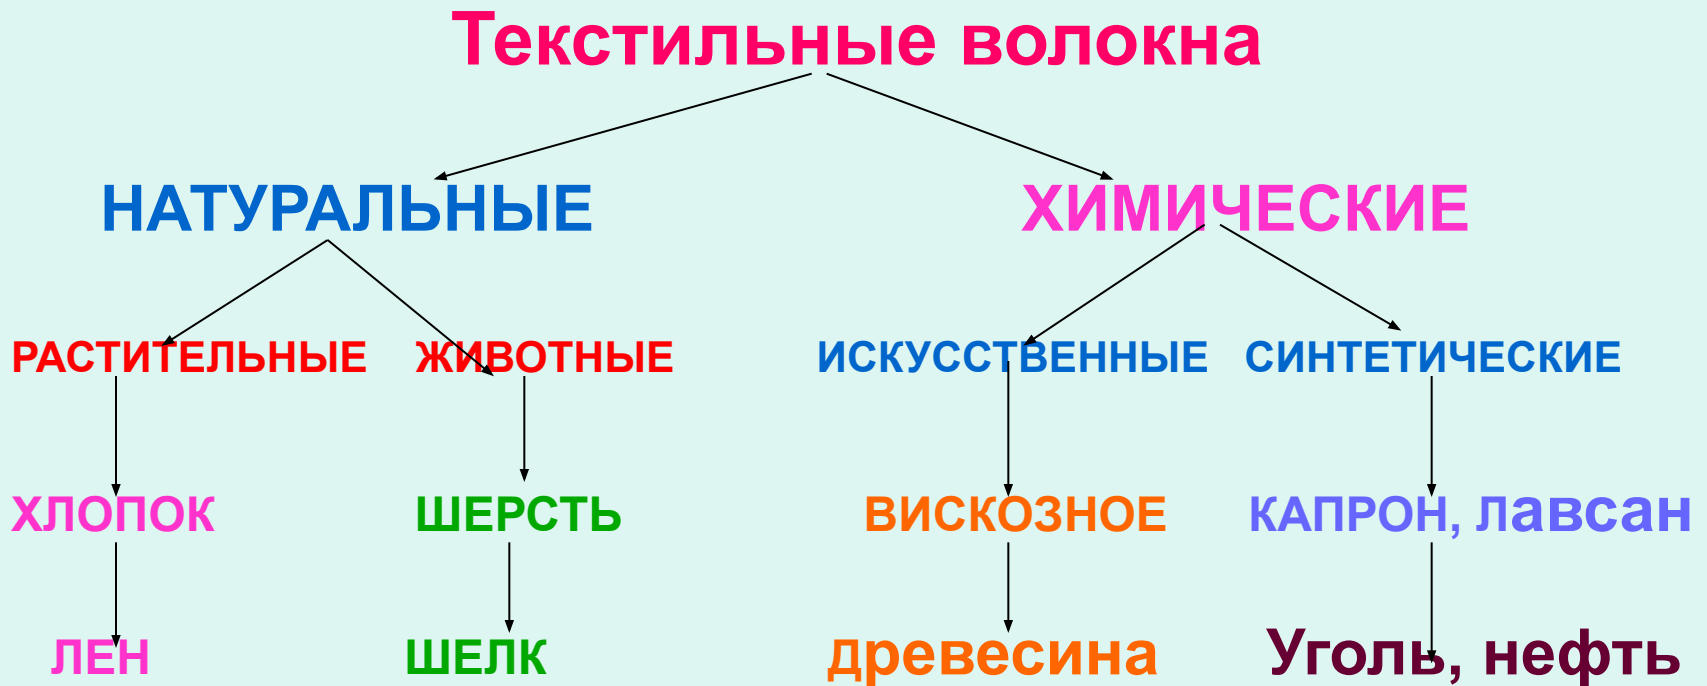 Текстильные волокна
НАТУРАЛЬНЫЕ ХИМИЧЕСКИЕ
РАСТИТЕЛЬНЫЕ ЖИВОТНЫЕ ИСКУССТВЕННЫЕ СИНТЕТИЧЕСКИЕ
ХЛОПОК ШЕРСТЬ ВИСКОЗНОЕ КАПРОН, лавсан
ЛЕН ШЕЛК древесина Уголь, нефть